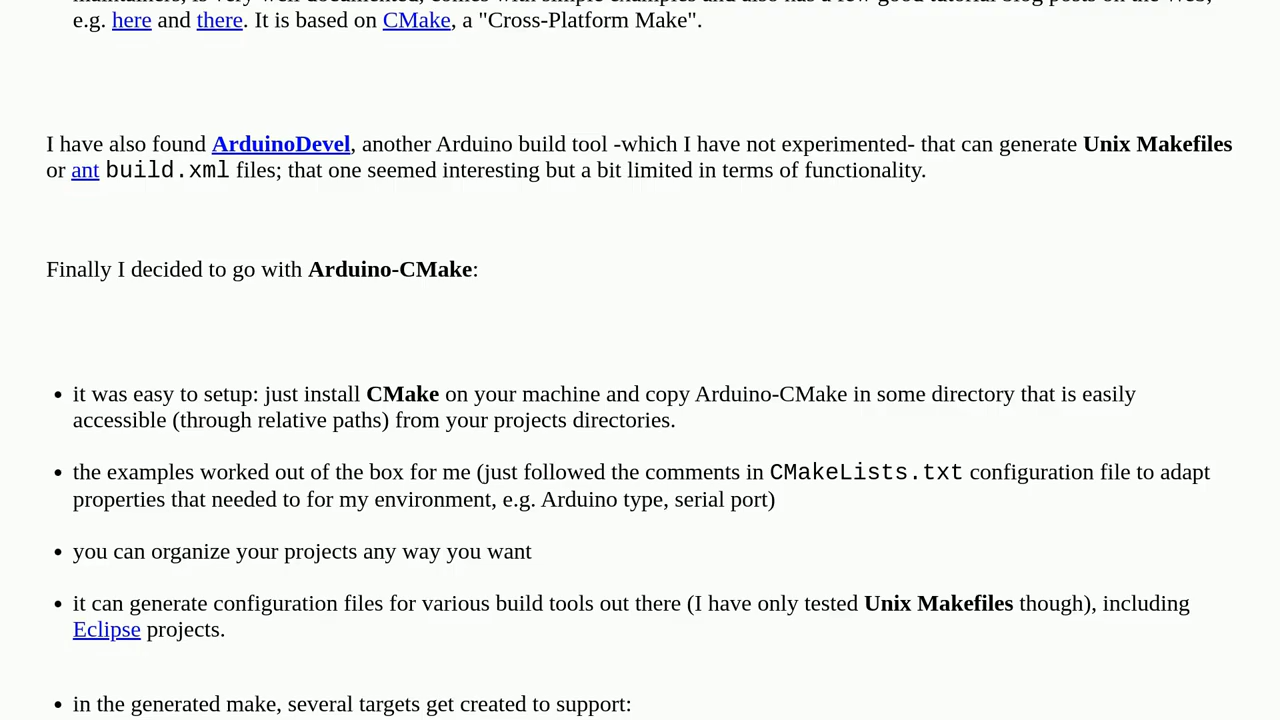 e.g. here and there. It is based on CMake, a "Cross-Platform Make".
I have also found ArduinoDevel, another Arduino build tool -which I have not experimented- that can generate Unix Makefiles
or ant build.xml files; that one seemed interesting but a bit limited in terms of functionality.
Finally I decided to go with Arduino-CMake:
• it was easy to setup: just install CMake on your machine and copy Arduino-CMake in some directory that is easily
accessible (through relative paths) from your projects directories.
• the examples worked out of the box for me (just followed the comments in CMakeLists.txt configuration file to adapt
properties that needed to for my environment, e.g. Arduino type, serial port)
• you can organize your projects any way you want
• it can generate configuration files for various build tools out there (I have only tested Unix Makefiles though), including
Eclipse projects.
• in the generated make, several targets get created to support: